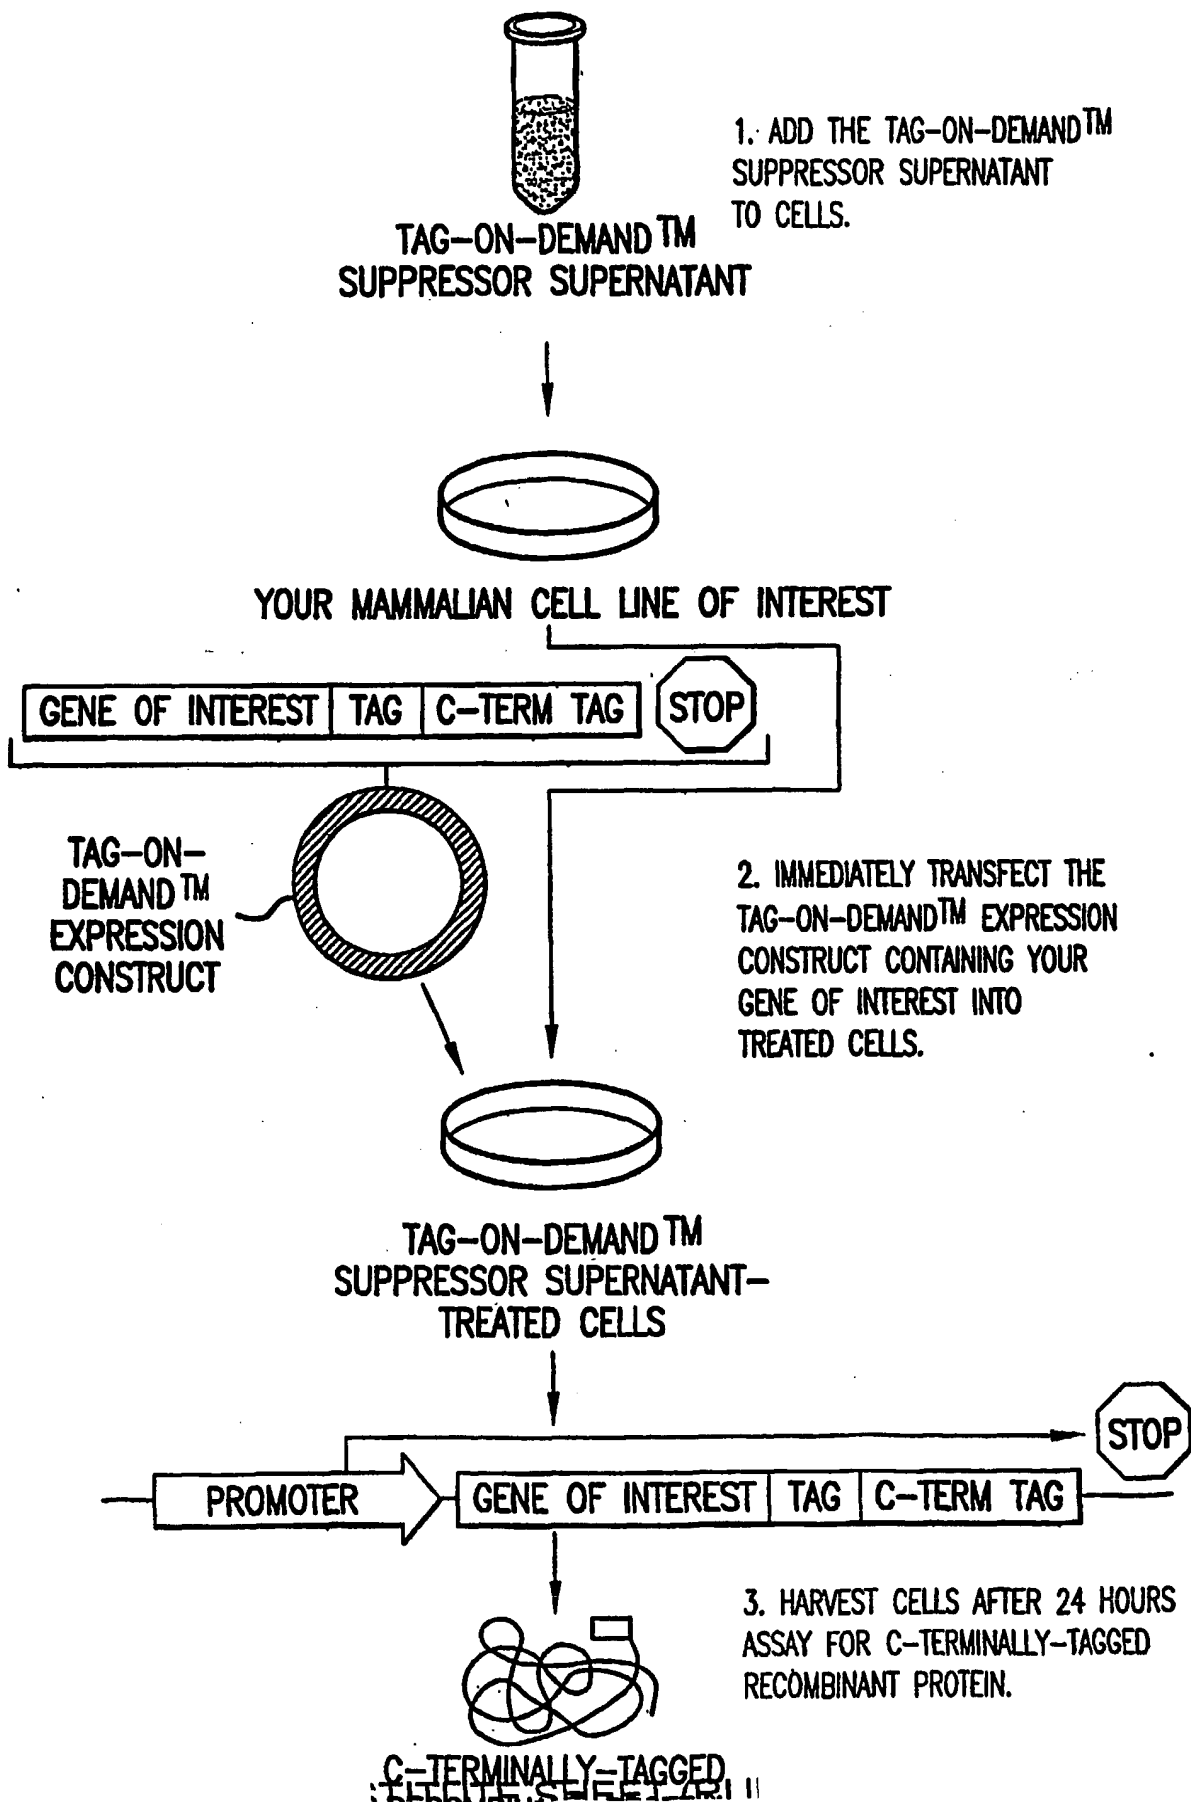 1. ADD THE TAG-ON-DEMAND™
SUPPRESSOR SUPERNATANT
TO CELLS.
TAG-ON-DEMAND™
SUPPRESSOR SUPERNATANT
YOUR MAMMALIAN CELL LINE OF INTEREST
GENE OF INTEREST TAG C-TERM TAG STOP
TAG-ON-
DEMAND™
EXPRESSION
CONSTRUCT
2. IMMEDIATELY TRANSFECT THE
TAG-ON-DEMAND™ EXPRESSION
CONSTRUCT CONTAINING YOUR
GENE OF INTEREST INTO
TREATED CELLS.
TAG-ON-DEMAND™
SUPPRESSOR SUPERNATANT-
TREATED CELLS
STOP
PROMOTER GENE OF INTEREST TAG C-TERM TAG
3. HARVEST CELLS AFTER 24 HOURS
ASSAY FOR C-TERMINALLY-TAGGED
RECOMBINANT PROTEIN.
C-TERMINALLY-TAGGED